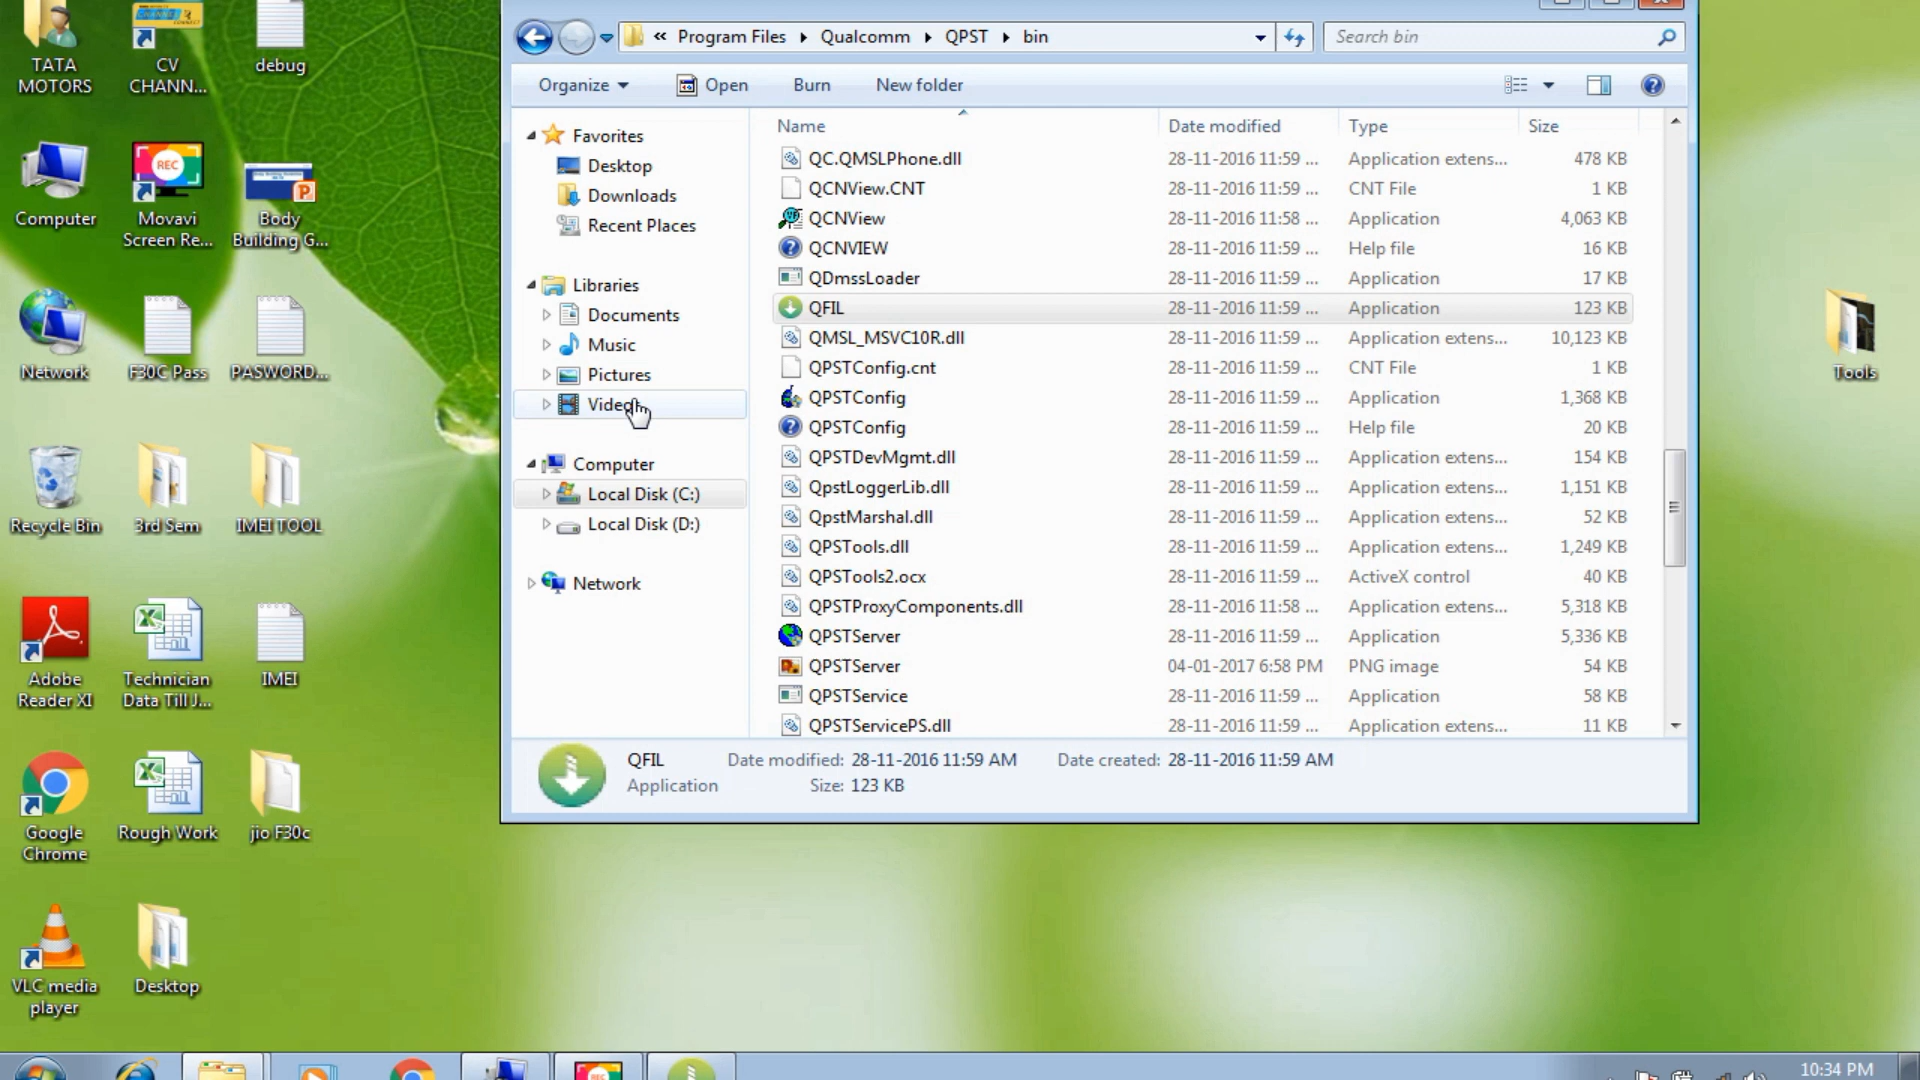 TATA
MOTORS
CV
CHANN...
debug
Computer
Movavi
Screen Re...
Body
Building G...
Network
F30C Pass
PASWORD...
Recycle Bin
3rd Sem
IMEI TOOL
Adobe
Reader XI
Technician
Data Till J...
IMEI
Google
Chrome
Rough Work
jio F30c
VLC media
player
Desktop
Tools
« Program Files ▸ Qualcomm ▸ QPST ▸ bin
Search bin
Organize Open Burn New folder
Favorites
Desktop
Downloads
Recent Places
Libraries
Documents
Music
Pictures
Videos
Computer
Local Disk (C:)
Local Disk (D:)
Network
Name Date modified Type Size
QC.QMSLPhone.dll 28-11-2016 11:59 ... Application extens... 478 KB
QCNView.CNT 28-11-2016 11:59 ... CNT File 1 KB
QCNView 28-11-2016 11:58 ... Application 4,063 KB
QCNVIEW 28-11-2016 11:59 ... Help file 16 KB
QDmssLoader 28-11-2016 11:59 ... Application 17 KB
QFIL 28-11-2016 11:59 ... Application 123 KB
QMSL_MSVC10R.dll 28-11-2016 11:59 ... Application extens... 10,123 KB
QPSTConfig.cnt 28-11-2016 11:59 ... CNT File 1 KB
QPSTConfig 28-11-2016 11:59 ... Application 1,368 KB
QPSTConfig 28-11-2016 11:59 ... Help file 20 KB
QPSTDevMgmt.dll 28-11-2016 11:59 ... Application extens... 154 KB
QpstLoggerLib.dll 28-11-2016 11:59 ... Application extens... 1,151 KB
QpstMarshal.dll 28-11-2016 11:59 ... Application extens... 52 KB
QPSTools.dll 28-11-2016 11:59 ... Application extens... 1,249 KB
QPSTools2.ocx 28-11-2016 11:59 ... ActiveX control 40 KB
QPSTProxyComponents.dll 28-11-2016 11:58 ... Application extens... 5,318 KB
QPSTServer 28-11-2016 11:59 ... Application 5,336 KB
QPSTServer 04-01-2017 6:58 PM PNG image 54 KB
QPSTService 28-11-2016 11:59 ... Application 58 KB
QPSTServicePS.dll 28-11-2016 11:59 ... Application extens... 11 KB
QFIL Date modified: 28-11-2016 11:59 AM Date created: 28-11-2016 11:59 AM
Application Size: 123 KB
REC
REC
10:34 PM